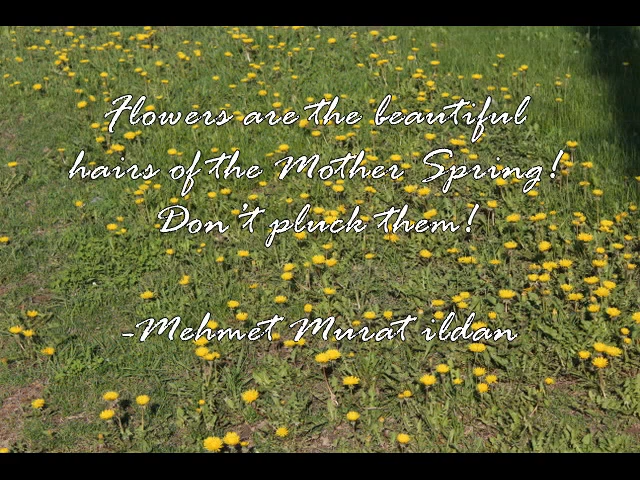 Flowers are the beautiful
hairs of the Mother Spring!
Don't pluck them!
-Mehmet Murat ildan